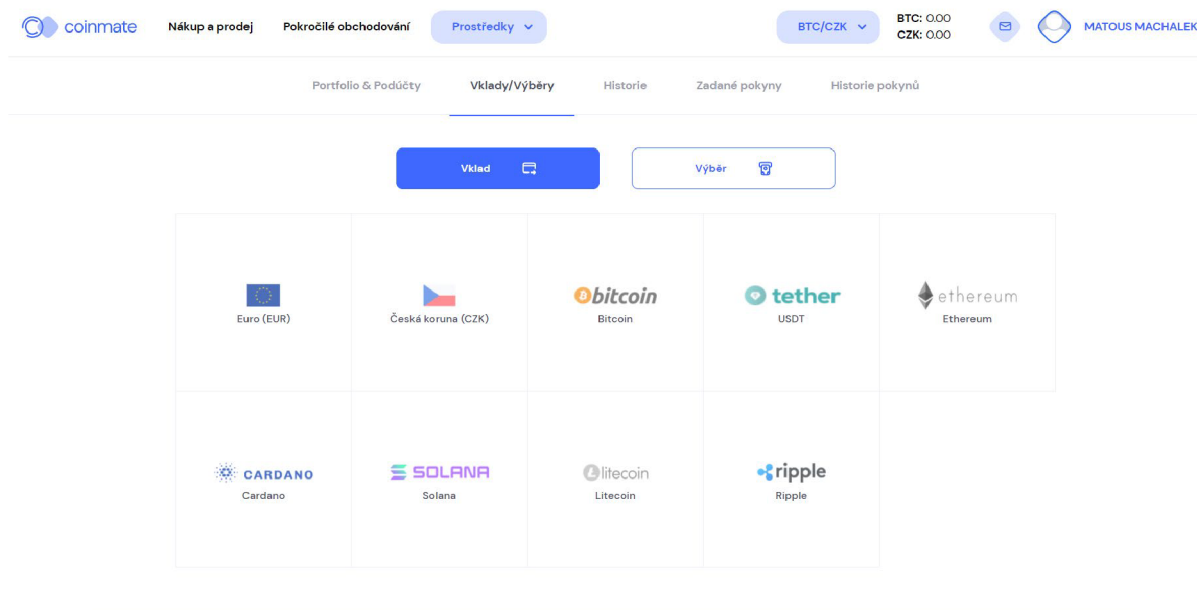 coinmate Nákup a prodej Pokročilé obchodování Prostředky BTC/CZK BTC: 0.00 MATOUS MACHALEK
CZK: 0.00
Portfolio & Podúčty Vklady/Výběry Historie Zadané pokyny Historie pokynů
Vklad Výběr
bitcoin tether ethereum
Euro (EUR) Česká koruna (CZK) Bitcoin USDT Ethereum
CARDANO SOLANA litecoin ripple
Cardano Solana Litecoin Ripple